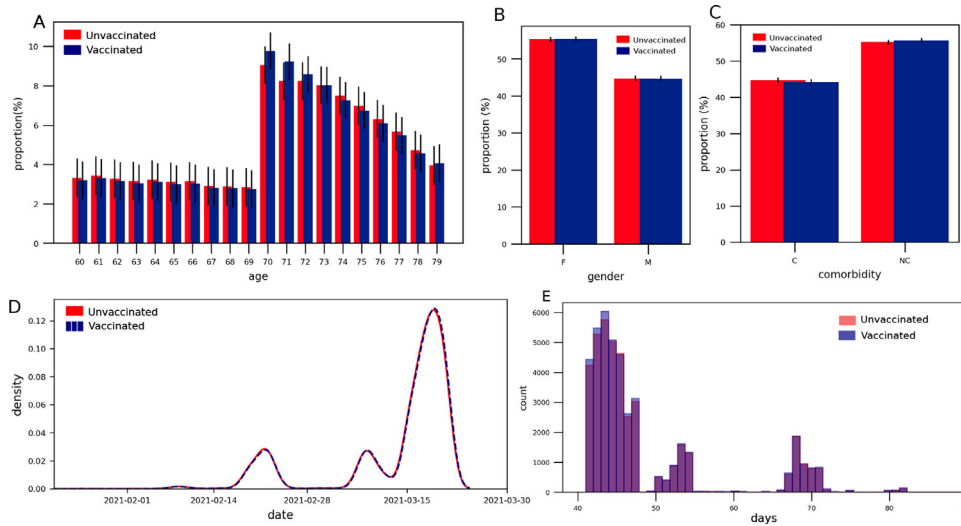 A
Unvaccinated
Vaccinated
proportion(%)
10
8
6
4
2
0
60 61 62 63 64 65 66 67 68 69 70 71 72 73 74 75 76 77 78 79
age
B
Unvaccinated
Vaccinated
proportion (%)
50
40
30
20
10
0
F M
gender
C
Unvaccinated
Vaccinated
proportion (%)
60
50
40
30
20
10
0
C NC
comorbidity
D
Unvaccinated
Vaccinated
density
0.12
0.10
0.08
0.06
0.04
0.02
0.00
2021-02-01 2021-02-14 2021-02-28 2021-03-15 2021-03-30
date
E
Unvaccinated
Vaccinated
count
6000
5000
4000
3000
2000
1000
0
40 50 60 70 80
days